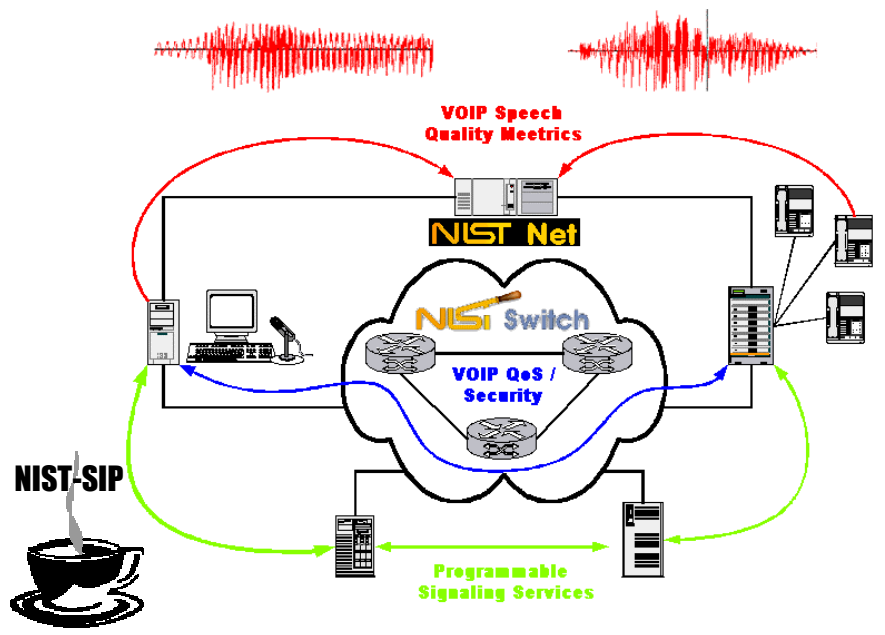 VOIP Speech
Quality Meetrics
NIST Net
NIST Switch
VOIP QoS /
Security
NIST-SIP
Programmable
Signaling Services